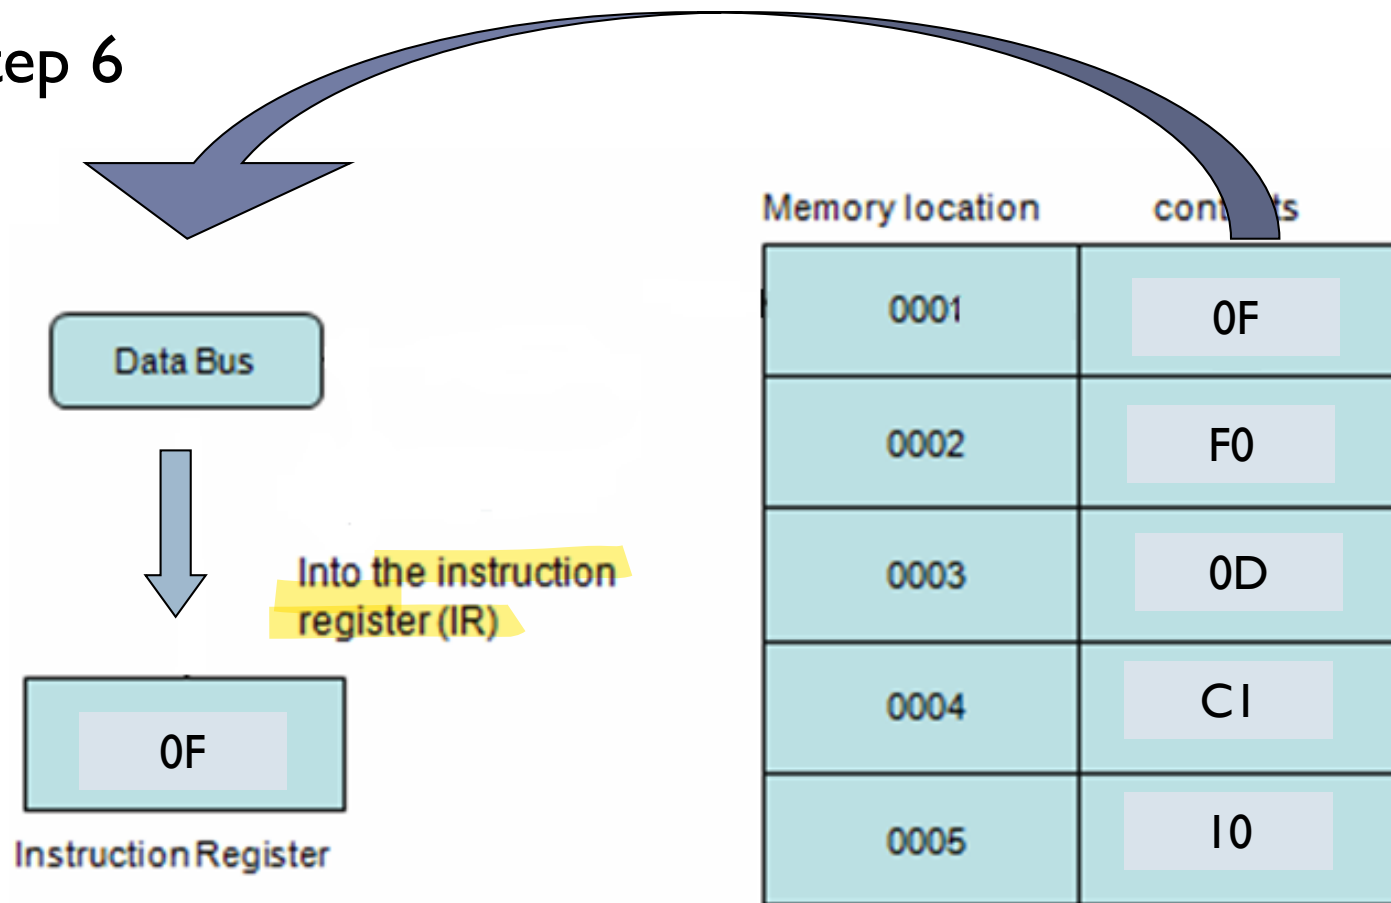 tep 6
Memory location
Data Bus
Into the instruction
register (IR)
0F
Instruction Register
0001 0F
0002 F0
0003 0D
0004 C1
0005 10